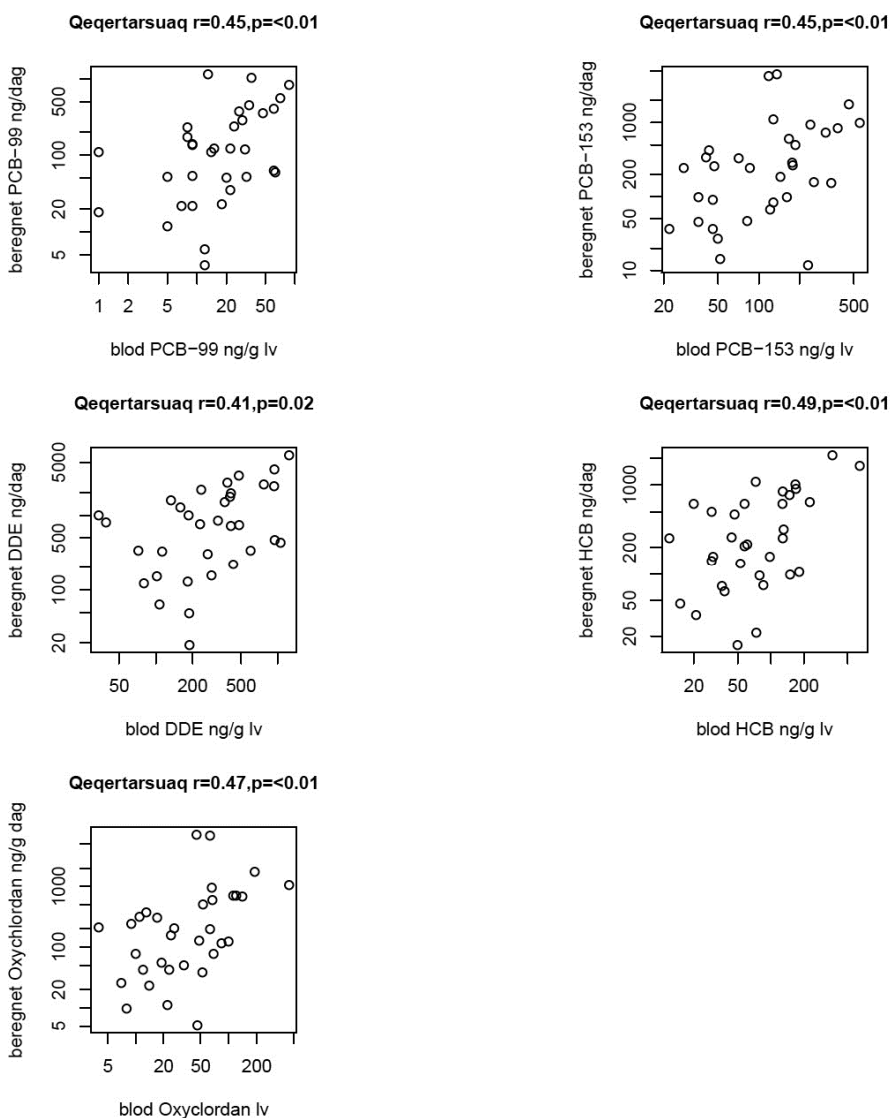 Qeqertarsuaq r=0.45,p=<0.01
beregnet PCB−99 ng/dag
500
100
20
5
1 2 5 20 50
blod PCB−99 ng/g lv
Qeqertarsuaq r=0.45,p=<0.01
beregnet PCB−153 ng/dag
1000
200
50
10
20 50 100 500
blod PCB−153 ng/g lv
Qeqertarsuaq r=0.41,p=0.02
beregnet DDE ng/dag
5000
500
100
20
50 200 500
blod DDE ng/g lv
Qeqertarsuaq r=0.49,p=<0.01
beregnet HCB ng/dag
1000
200
50
20
20 50 200
blod HCB ng/g lv
Qeqertarsuaq r=0.47,p=<0.01
beregnet Oxychlordan ng/g dag
1000
100
20
5
5 20 50 200
blod Oxyclordan lv